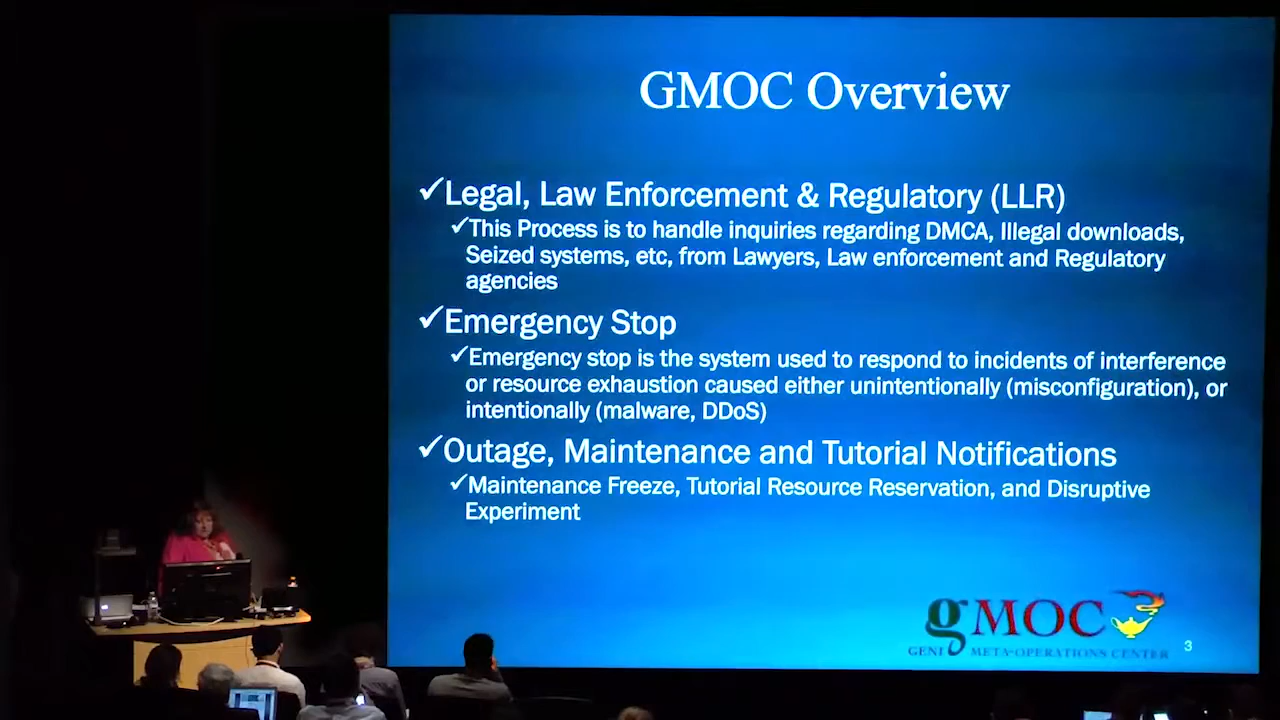 GMOC Overview
✓Legal, Law Enforcement & Regulatory (LLR)
✓This Process is to handle inquiries regarding DMCA, Illegal downloads,
Seized systems, etc, from Lawyers, Law enforcement and Regulatory
agencies
✓Emergency Stop
✓Emergency stop is the system used to respond to incidents of interference
or resource exhaustion caused either unintentionally (misconfiguration), or
intentionally (malware, DDoS)
✓Outage, Maintenance and Tutorial Notifications
✓Maintenance Freeze, Tutorial Resource Reservation, and Disruptive
Experiment
gMOC
GENI META-OPERATIONS CENTER
3